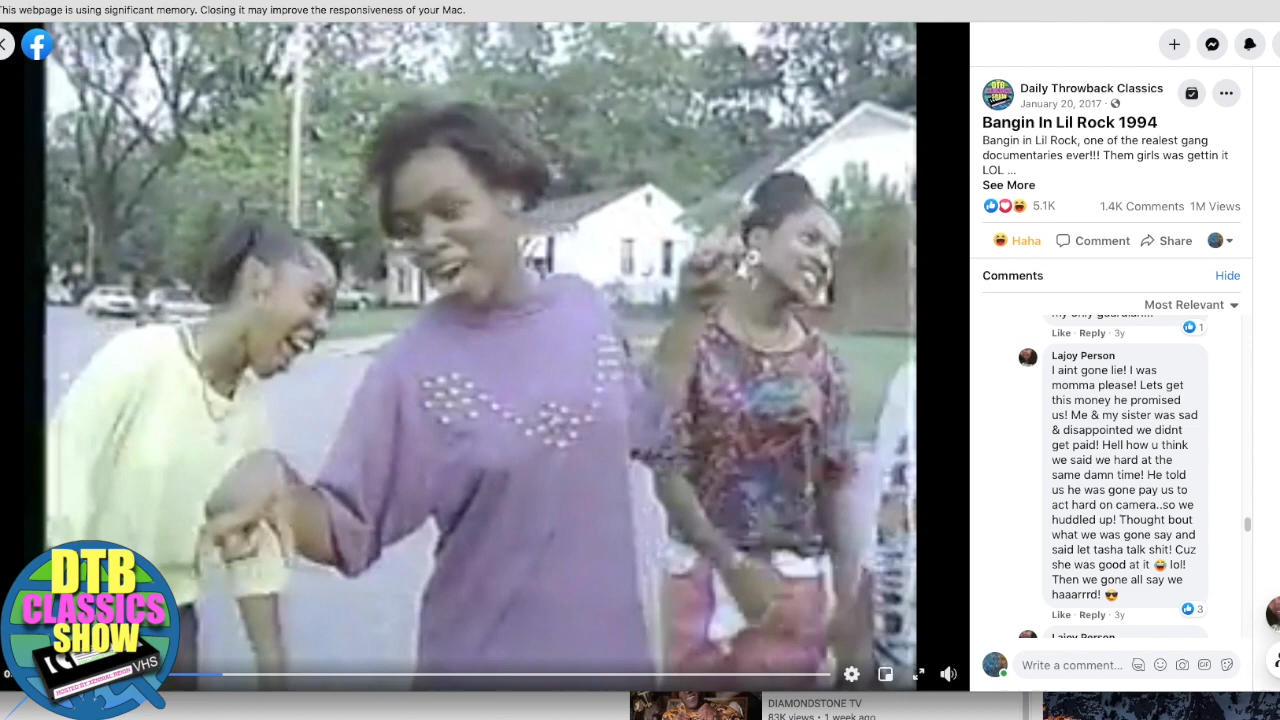 This webpage is using significant memory. Closing it may improve the responsiveness of your Mac.
Daily Throwback Classics
January 20, 2017 ·
Bangin In Lil Rock 1994
Bangin in Lil Rock, one of the realest gang
documentaries ever!!! Them girls was gettin it
LOL ...
See More
5.1K 1.4K Comments 1M Views
Haha Comment Share
Comments Hide
Most Relevant
Like · Reply · 3y 1
Lajoy Person
I aint gone lie! I was
momma please! Lets get
this money he promised
us! Me & my sister was sad
& disappointed we didnt
get paid! Hell how u think
we said we hard at the
same damn time! He told
us he was gone pay us to
act hard on camera..so we
huddled up! Thought bout
what we was gone say and
said let tasha talk shit! Cuz
she was good at it 😂 lol!
Then we gone all say we
haaarrrd! 😎
Like · Reply · 3y 3
Lajoy Person
Write a comment...
GIF
DTB
CLASSICS
SHOW
VHS
DIAMONDSTONE TV
83K views • 1 week ago